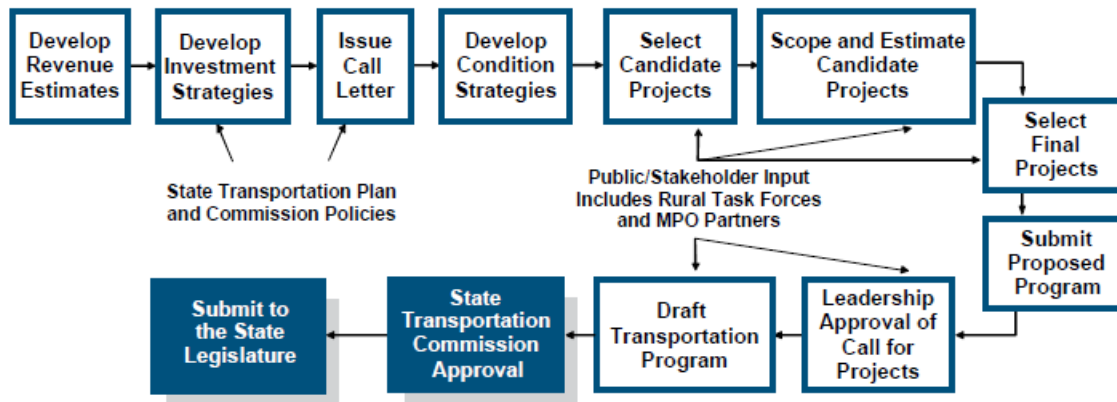 Develop
Revenue
Estimates
Develop
Investment
Strategies
Issue
Call
Letter
Develop
Condition
Strategies
Select
Candidate
Projects
Scope and Estimate
Candidate
Projects
Select
Final
Projects
State Transportation Plan
and Commission Policies
Public/Stakeholder Input
Includes Rural Task Forces
and MPO Partners
Submit
Proposed
Program
Leadership
Approval of
Call for
Projects
Draft
Transportation
Program
State
Transportation
Commission
Approval
Submit to
the State
Legislature